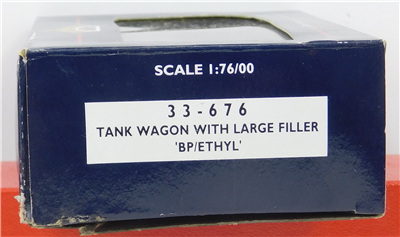 SCALE 1:76/00
33-676
TANK WAGON WITH LARGE FILLER
'BP/ETHYL'